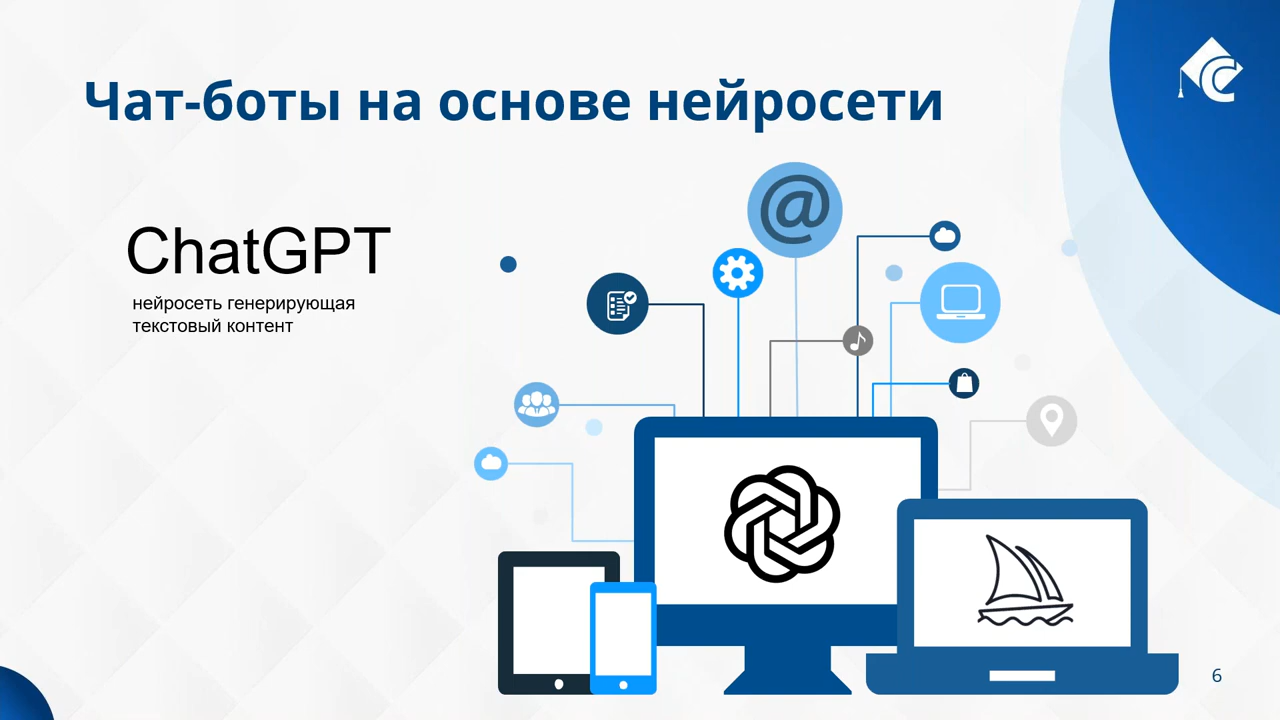 Чат-боты на основе нейросети
@
ChatGPT
нейросеть генерирующая
текстовый контент
6